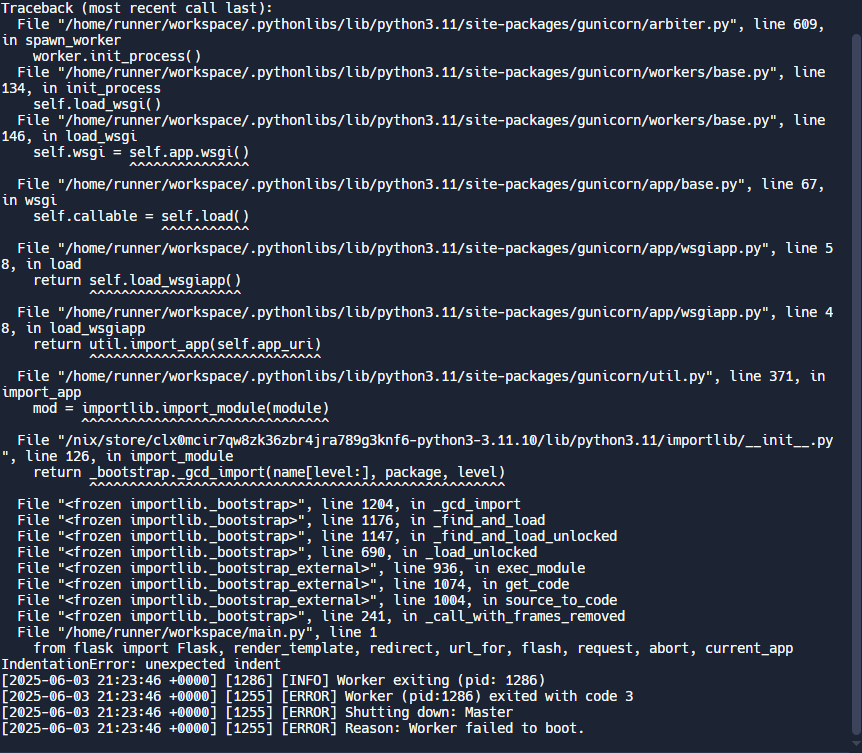 Traceback (most recent call last):
  File "/home/runner/workspace/.pythonlibs/lib/python3.11/site-packages/gunicorn/arbiter.py", line 609,
in spawn_worker
    worker.init_process()
  File "/home/runner/workspace/.pythonlibs/lib/python3.11/site-packages/gunicorn/workers/base.py", line
134, in init_process
    self.load_wsgi()
  File "/home/runner/workspace/.pythonlibs/lib/python3.11/site-packages/gunicorn/workers/base.py", line
146, in load_wsgi
    self.wsgi = self.app.wsgi()
                ^^^^^^^^^^^^^^^
  File "/home/runner/workspace/.pythonlibs/lib/python3.11/site-packages/gunicorn/app/base.py", line 67,
in wsgi
    self.callable = self.load()
                    ^^^^^^^^^^^
  File "/home/runner/workspace/.pythonlibs/lib/python3.11/site-packages/gunicorn/app/wsgiapp.py", line 5
8, in load
    return self.load_wsgiapp()
           ^^^^^^^^^^^^^^^^^^^
  File "/home/runner/workspace/.pythonlibs/lib/python3.11/site-packages/gunicorn/app/wsgiapp.py", line 4
8, in load_wsgiapp
    return util.import_app(self.app_uri)
           ^^^^^^^^^^^^^^^^^^^^^^^^^^^^^
  File "/home/runner/workspace/.pythonlibs/lib/python3.11/site-packages/gunicorn/util.py", line 371, in
import_app
    mod = importlib.import_module(module)
          ^^^^^^^^^^^^^^^^^^^^^^^^^^^^^^^
  File "/nix/store/clx0mcir7qw8zk36zbr4jra789g3knf6-python3-3.11.10/lib/python3.11/importlib/__init__.py
", line 126, in import_module
    return _bootstrap._gcd_import(name[level:], package, level)
           ^^^^^^^^^^^^^^^^^^^^^^^^^^^^^^^^^^^^^^^^^^^^^^^^^^^^
  File "<frozen importlib._bootstrap>", line 1204, in _gcd_import
  File "<frozen importlib._bootstrap>", line 1176, in _find_and_load
  File "<frozen importlib._bootstrap>", line 1147, in _find_and_load_unlocked
  File "<frozen importlib._bootstrap>", line 690, in _load_unlocked
  File "<frozen importlib._bootstrap_external>", line 936, in exec_module
  File "<frozen importlib._bootstrap_external>", line 1074, in get_code
  File "<frozen importlib._bootstrap_external>", line 1004, in source_to_code
  File "<frozen importlib._bootstrap>", line 241, in _call_with_frames_removed
  File "/home/runner/workspace/main.py", line 1
    from flask import Flask, render_template, redirect, url_for, flash, request, abort, current_app
IndentationError: unexpected indent
[2025-06-03 21:23:46 +0000] [1286] [INFO] Worker exiting (pid: 1286)
[2025-06-03 21:23:46 +0000] [1255] [ERROR] Worker (pid:1286) exited with code 3
[2025-06-03 21:23:46 +0000] [1255] [ERROR] Shutting down: Master
[2025-06-03 21:23:46 +0000] [1255] [ERROR] Reason: Worker failed to boot.